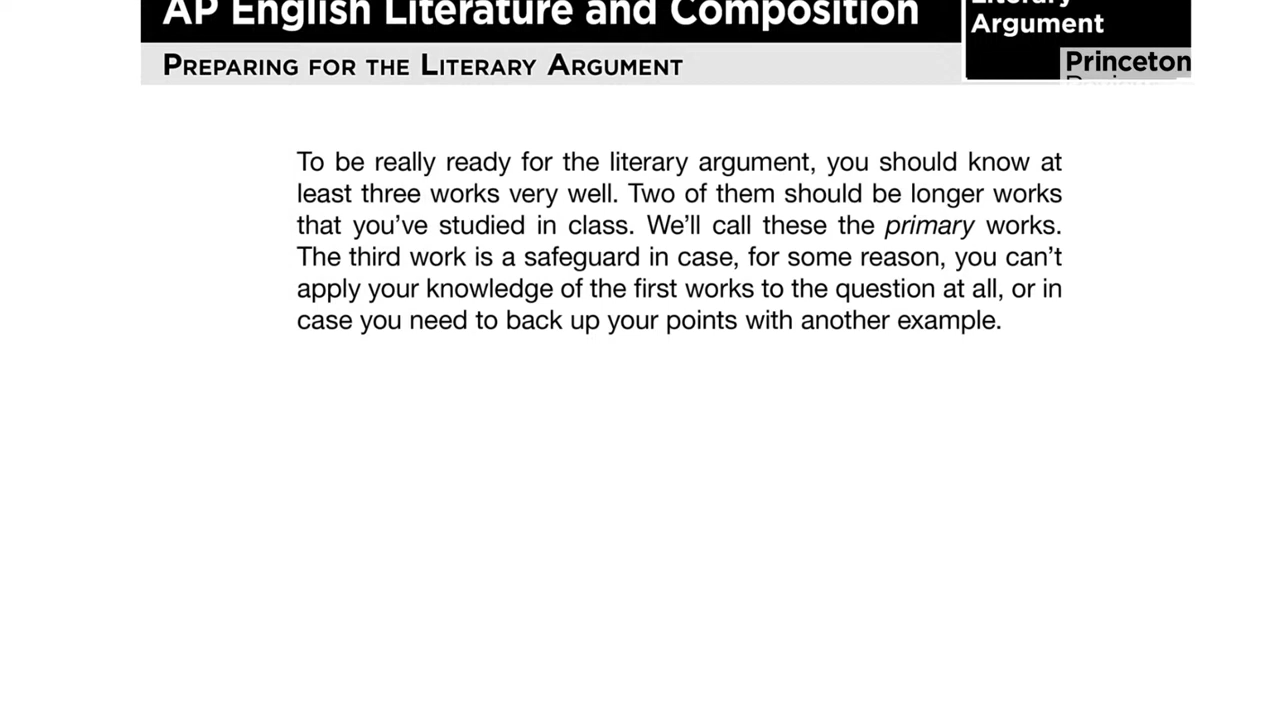 AP English Literature and Composition
Literary
Argument
PREPARING FOR THE LITERARY ARGUMENT
Princeton
To be really ready for the literary argument, you should know at
least three works very well. Two of them should be longer works
that you've studied in class. We'll call these the primary works.
The third work is a safeguard in case, for some reason, you can't
apply your knowledge of the first works to the question at all, or in
case you need to back up your points with another example.